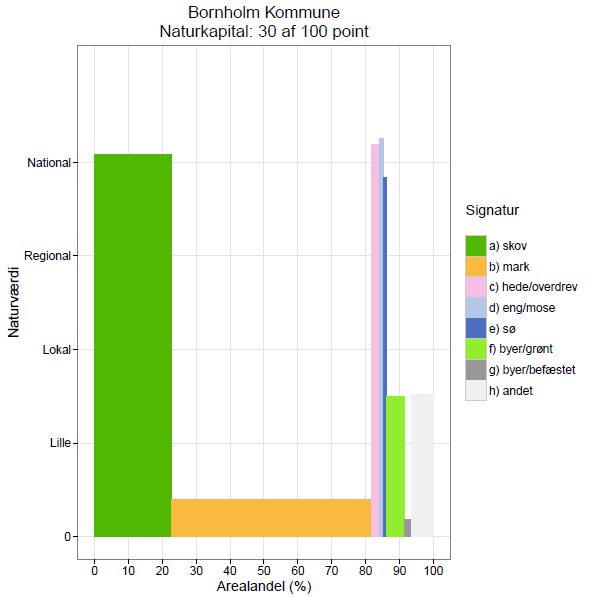 Bornholm Kommune
Naturkapital: 30 af 100 point
Naturværdi
National
Regional
Lokal
Lille
0
0 10 20 30 40 50 60 70 80 90 100
Arealandel (%)
Signatur
a) skov
b) mark
c) hede/overdrev
d) eng/mose
e) sø
f) byer/grønt
g) byer/befæstet
h) andet